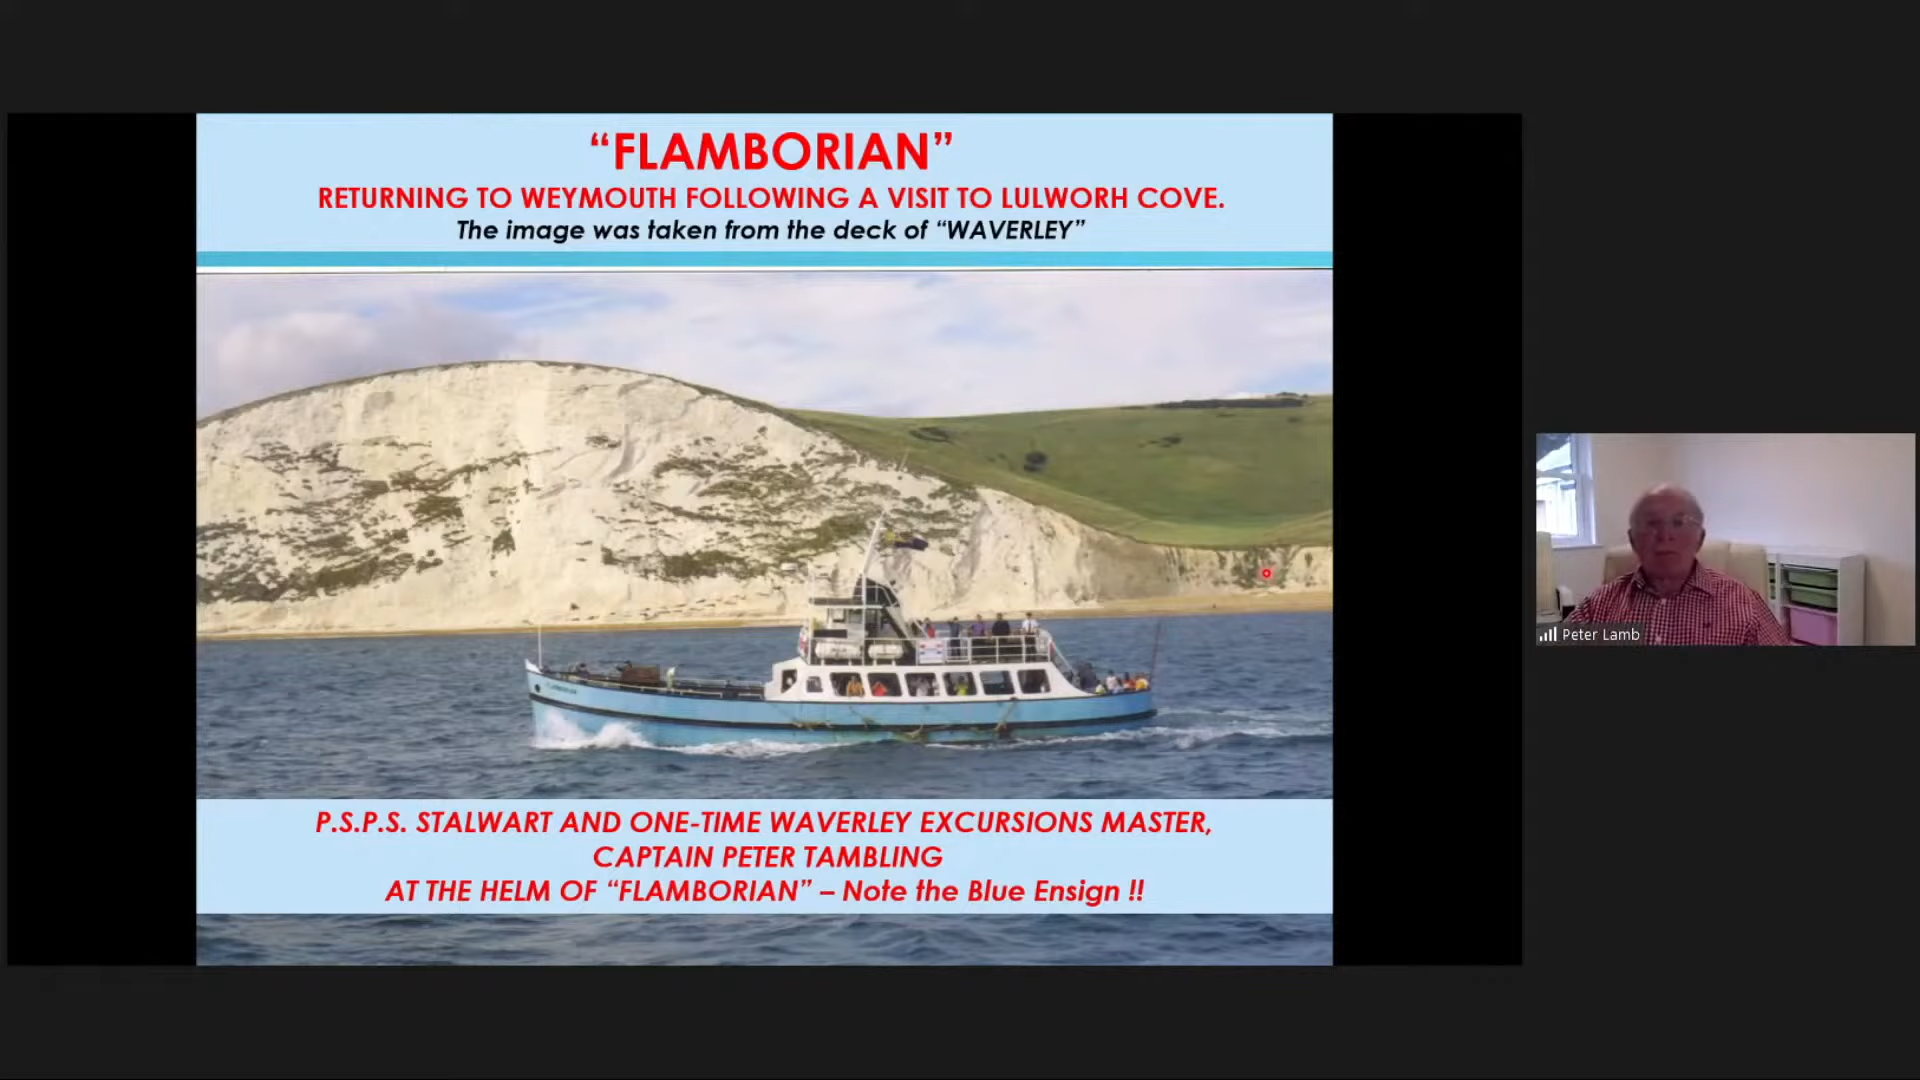 “FLAMBORIAN”
RETURNING TO WEYMOUTH FOLLOWING A VISIT TO LULWORH COVE.
The image was taken from the deck of “WAVERLEY”
P.S.P.S. STALWART AND ONE-TIME WAVERLEY EXCURSIONS MASTER,
CAPTAIN PETER TAMBLING
AT THE HELM OF “FLAMBORIAN” – Note the Blue Ensign !!
Peter Lamb